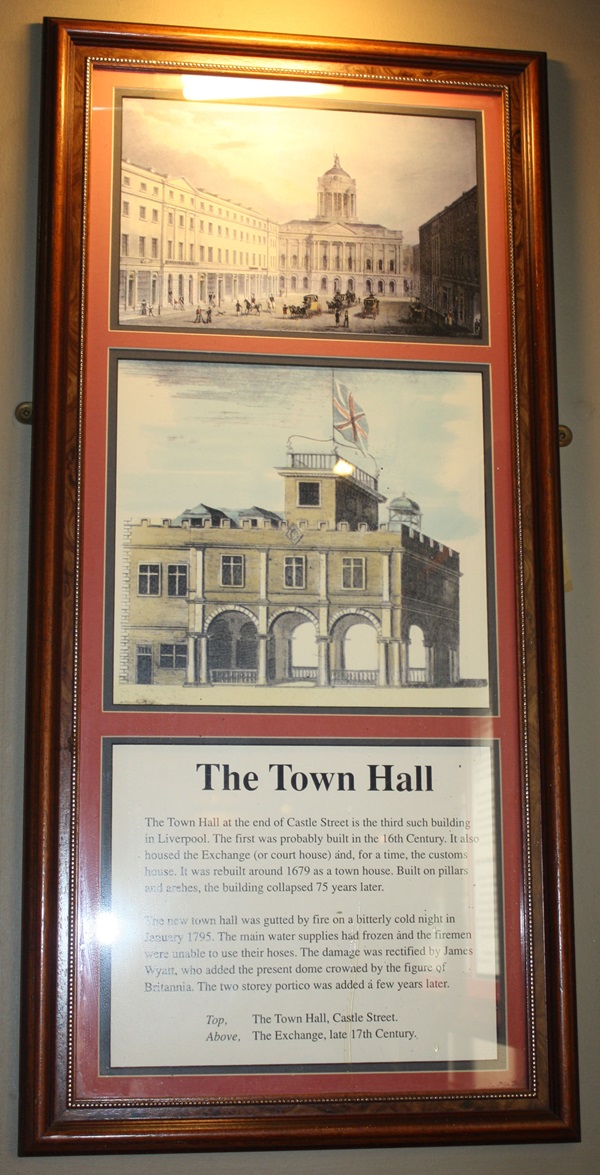 The Town Hall
The Town Hall at the end of Castle Street is the third such building
in Liverpool. The first was probably built in the 16th Century. It also
housed the Exchange (or court house) and, for a time, the customs
house. It was rebuilt around 1679 as a town house. Built on pillars
and arches, the building collapsed 75 years later.
The new town hall was gutted by fire on a bitterly cold night in
January 1795. The main water supplies had frozen and the firemen
were unable to use their hoses. The damage was rectified by James
Wyatt, who added the present dome crowned by the figure of
Britannia. The two storey portico was added a few years later.
Top, The Town Hall, Castle Street.
Above, The Exchange, late 17th Century.